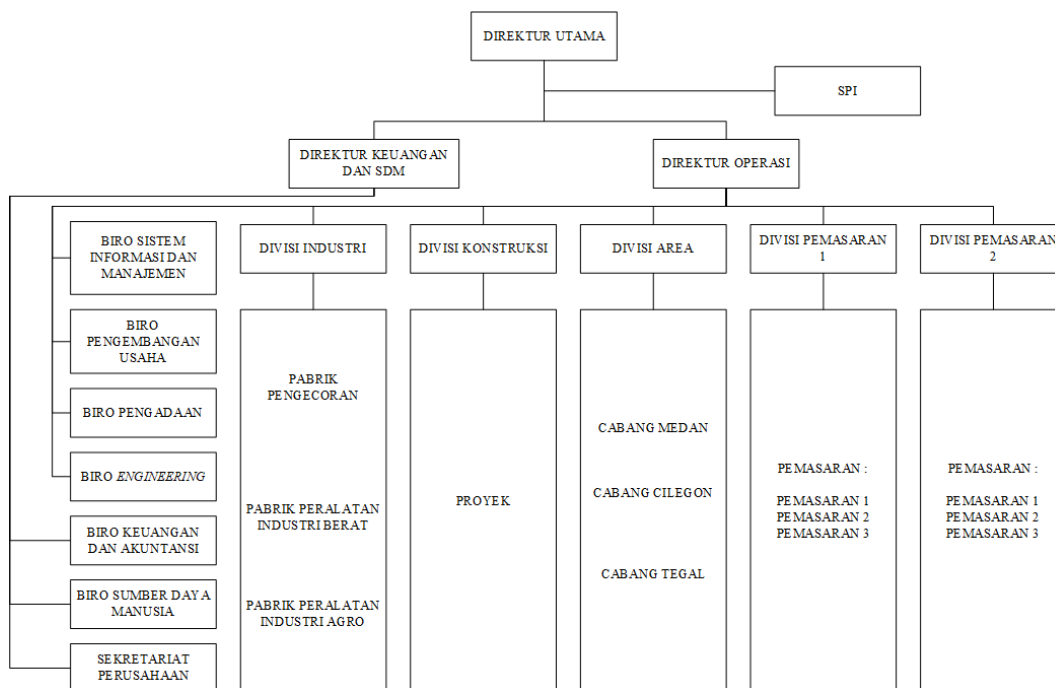 DIREKTUR UTAMA
SPI
DIREKTUR KEUANGAN
DAN SDM
DIREKTUR OPERASI
BIRO SISTEM
INFORMASI DAN
MANAJEMEN
DIVISI INDUSTRI
DIVISI KONSTRUKSI
DIVISI AREA
DIVISI PEMASARAN
1
DIVISI PEMASARAN
2
BIRO
PENGEMBANGAN
USAHA
BIRO PENGADAAN
BIRO ENGINEERING
BIRO KEUANGAN
DAN AKUNTANSI
BIRO SUMBER DAYA
MANUSIA
SEKRETARIAT
PERUSAHAAN
PABRIK
PENGECORAN
PABRIK PERALATAN
INDUSTRI BERAT
PABRIK PERALATAN
INDUSTRI AGRO
PROYEK
CABANG MEDAN
CABANG CILEGON
CABANG TEGAL
PEMASARAN :
PEMASARAN 1
PEMASARAN 2
PEMASARAN 3
PEMASARAN :
PEMASARAN 1
PEMASARAN 2
PEMASARAN 3